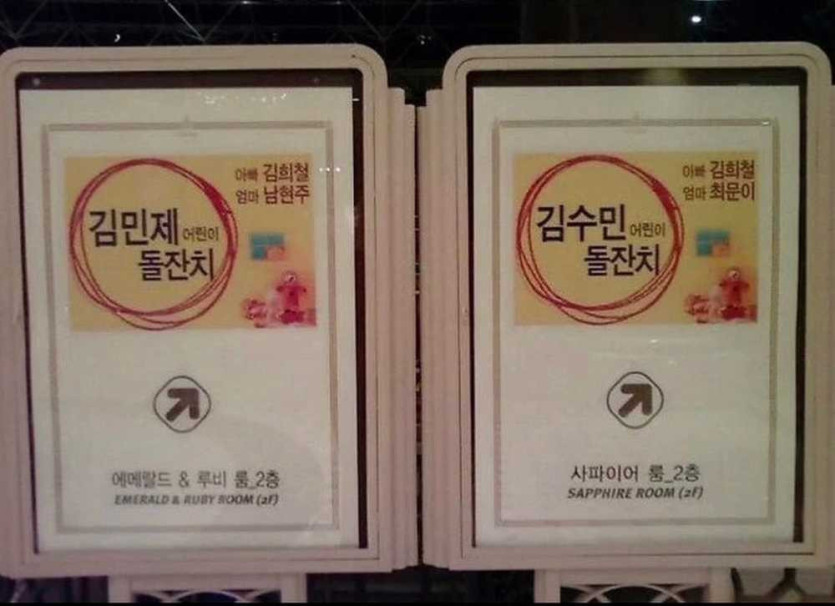 아빠 김희철
엄마 남현주
김민제 어린이
돌잔치
에메랄드 & 루비 룸_2층
EMERALD & RUBY ROOM (2F)
아빠 김희철
엄마 최문이
김수민 어린이
돌잔치
사파이어 룸_2층
SAPPHIRE ROOM (2F)